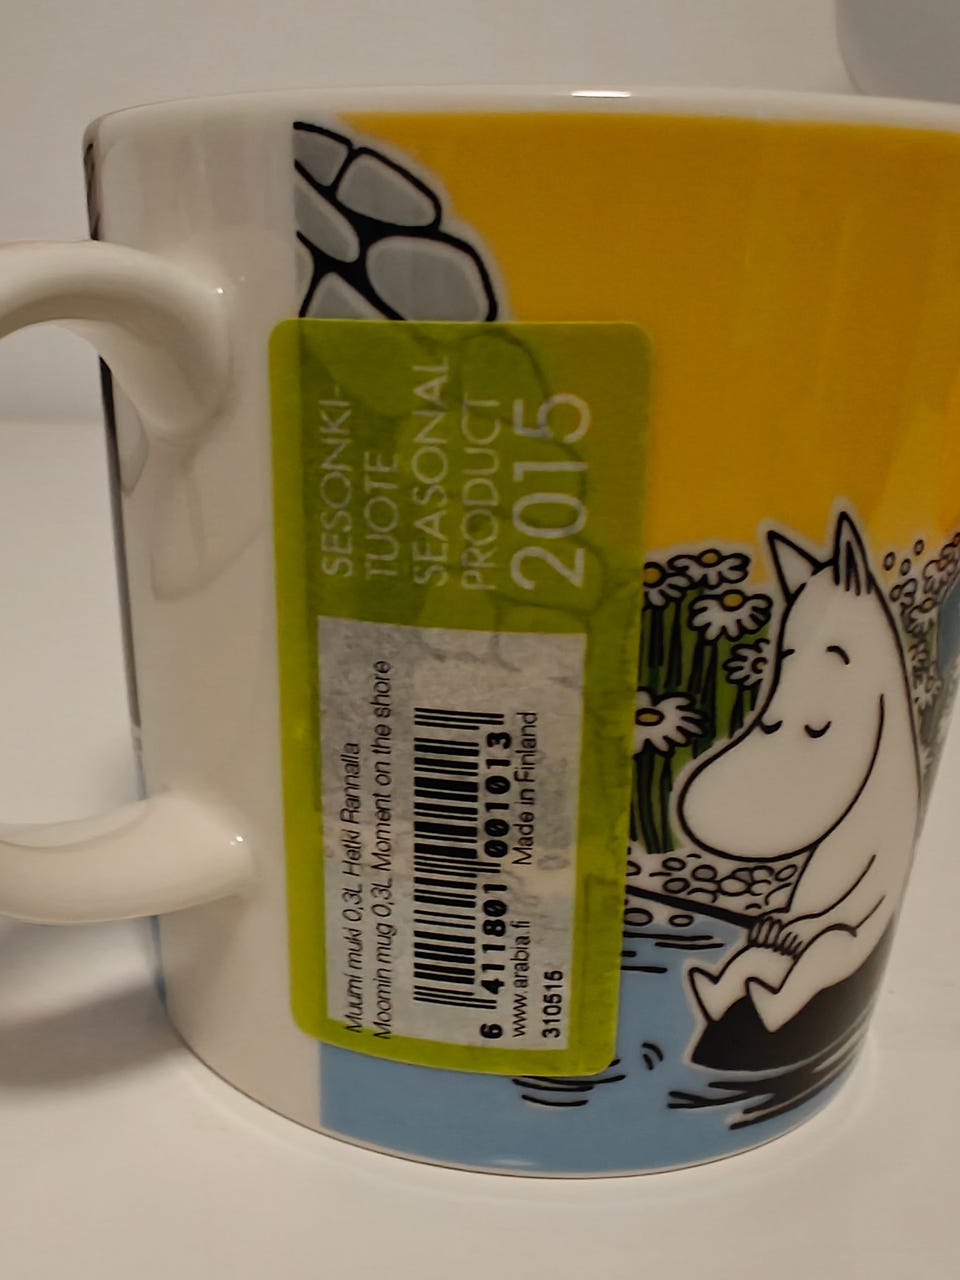 SESONKI-
TUOTE
SEASONAL
PRODUCT
2015
Muumi muki 0,3L Hetki Rannalla
Moomin mug 0,3L Moment on the shore
6 411801 001013
www.arabia.fi Made in Finland
310515